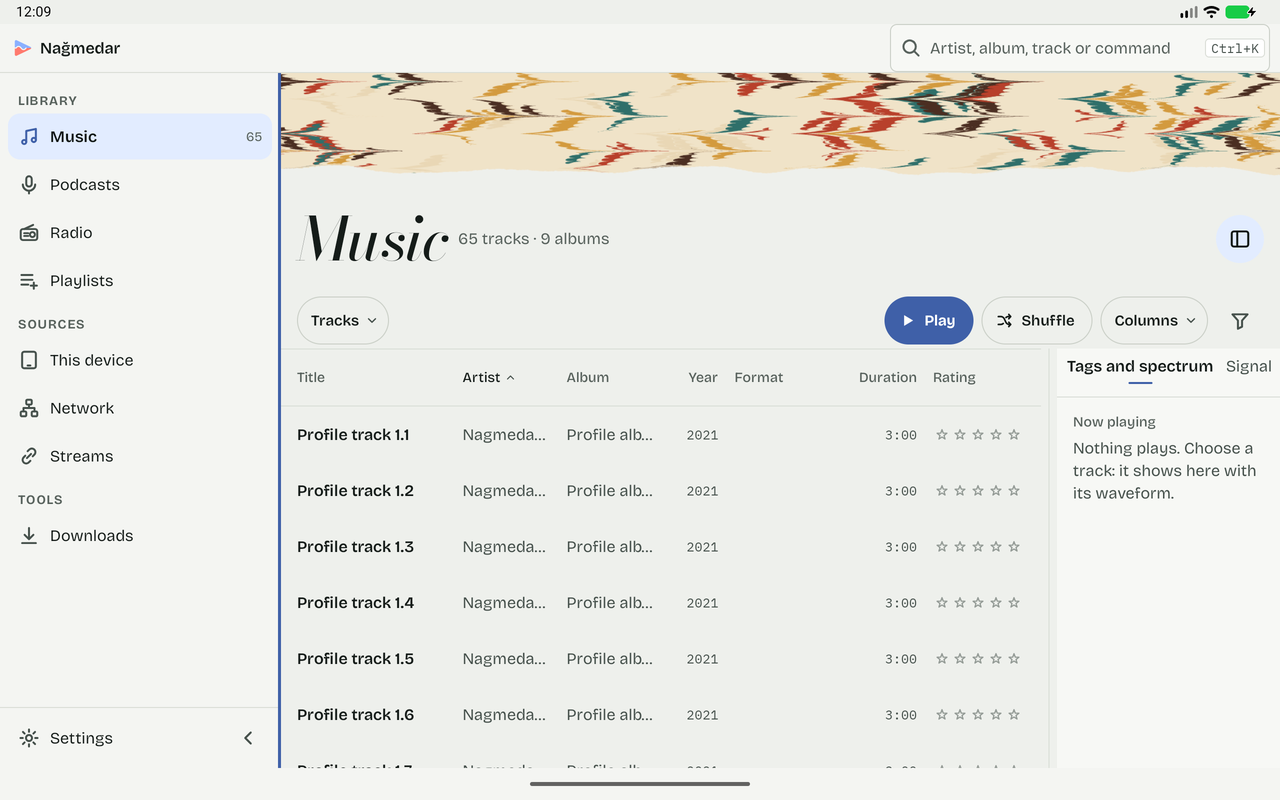 12:09
Nağmedar
Artist, album, track or command
Ctrl+K
LIBRARY
Music
65
Podcasts
Radio
Playlists
SOURCES
This device
Network
Streams
TOOLS
Downloads
Settings
Music
65 tracks · 9 albums
Tracks
Play
Shuffle
Columns
Title Artist Album Year Format Duration Rating
Profile track 1.1 Nagmeda... Profile alb... 2021 3:00
Profile track 1.2 Nagmeda... Profile alb... 2021 3:00
Profile track 1.3 Nagmeda... Profile alb... 2021 3:00
Profile track 1.4 Nagmeda... Profile alb... 2021 3:00
Profile track 1.5 Nagmeda... Profile alb... 2021 3:00
Profile track 1.6 Nagmeda... Profile alb... 2021 3:00
Tags and spectrum Signal
Now playing
Nothing plays. Choose a
track: it shows here with
its waveform.